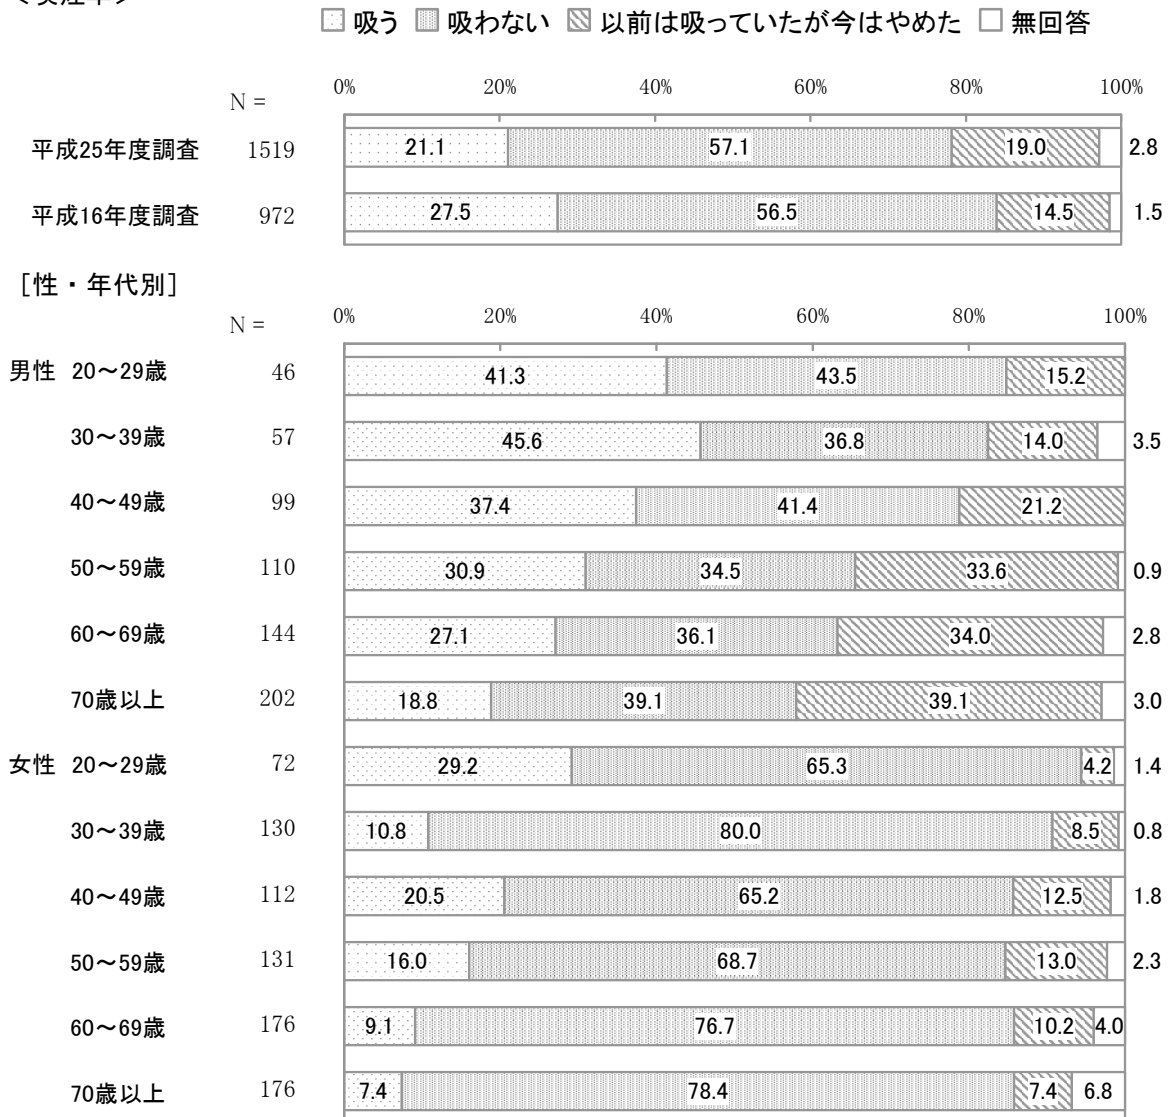 吸う 吸わない 以前は吸っていたが今はやめた 無回答
N = 0% 20% 40% 60% 80% 100%
平成25年度調査 1519 21.1 57.1 19.0 2.8
平成16年度調査 972 27.5 56.5 14.5 1.5
［性・年代別］
N = 0% 20% 40% 60% 80% 100%
男性 20～29歳 46 41.3 43.5 15.2
30～39歳 57 45.6 36.8 14.0 3.5
40～49歳 99 37.4 41.4 21.2
50～59歳 110 30.9 34.5 33.6 0.9
60～69歳 144 27.1 36.1 34.0 2.8
70歳以上 202 18.8 39.1 39.1 3.0
女性 20～29歳 72 29.2 65.3 4.2 1.4
30～39歳 130 10.8 80.0 8.5 0.8
40～49歳 112 20.5 65.2 12.5 1.8
50～59歳 131 16.0 68.7 13.0 2.3
60～69歳 176 9.1 76.7 10.2 4.0
70歳以上 176 7.4 78.4 7.4 6.8